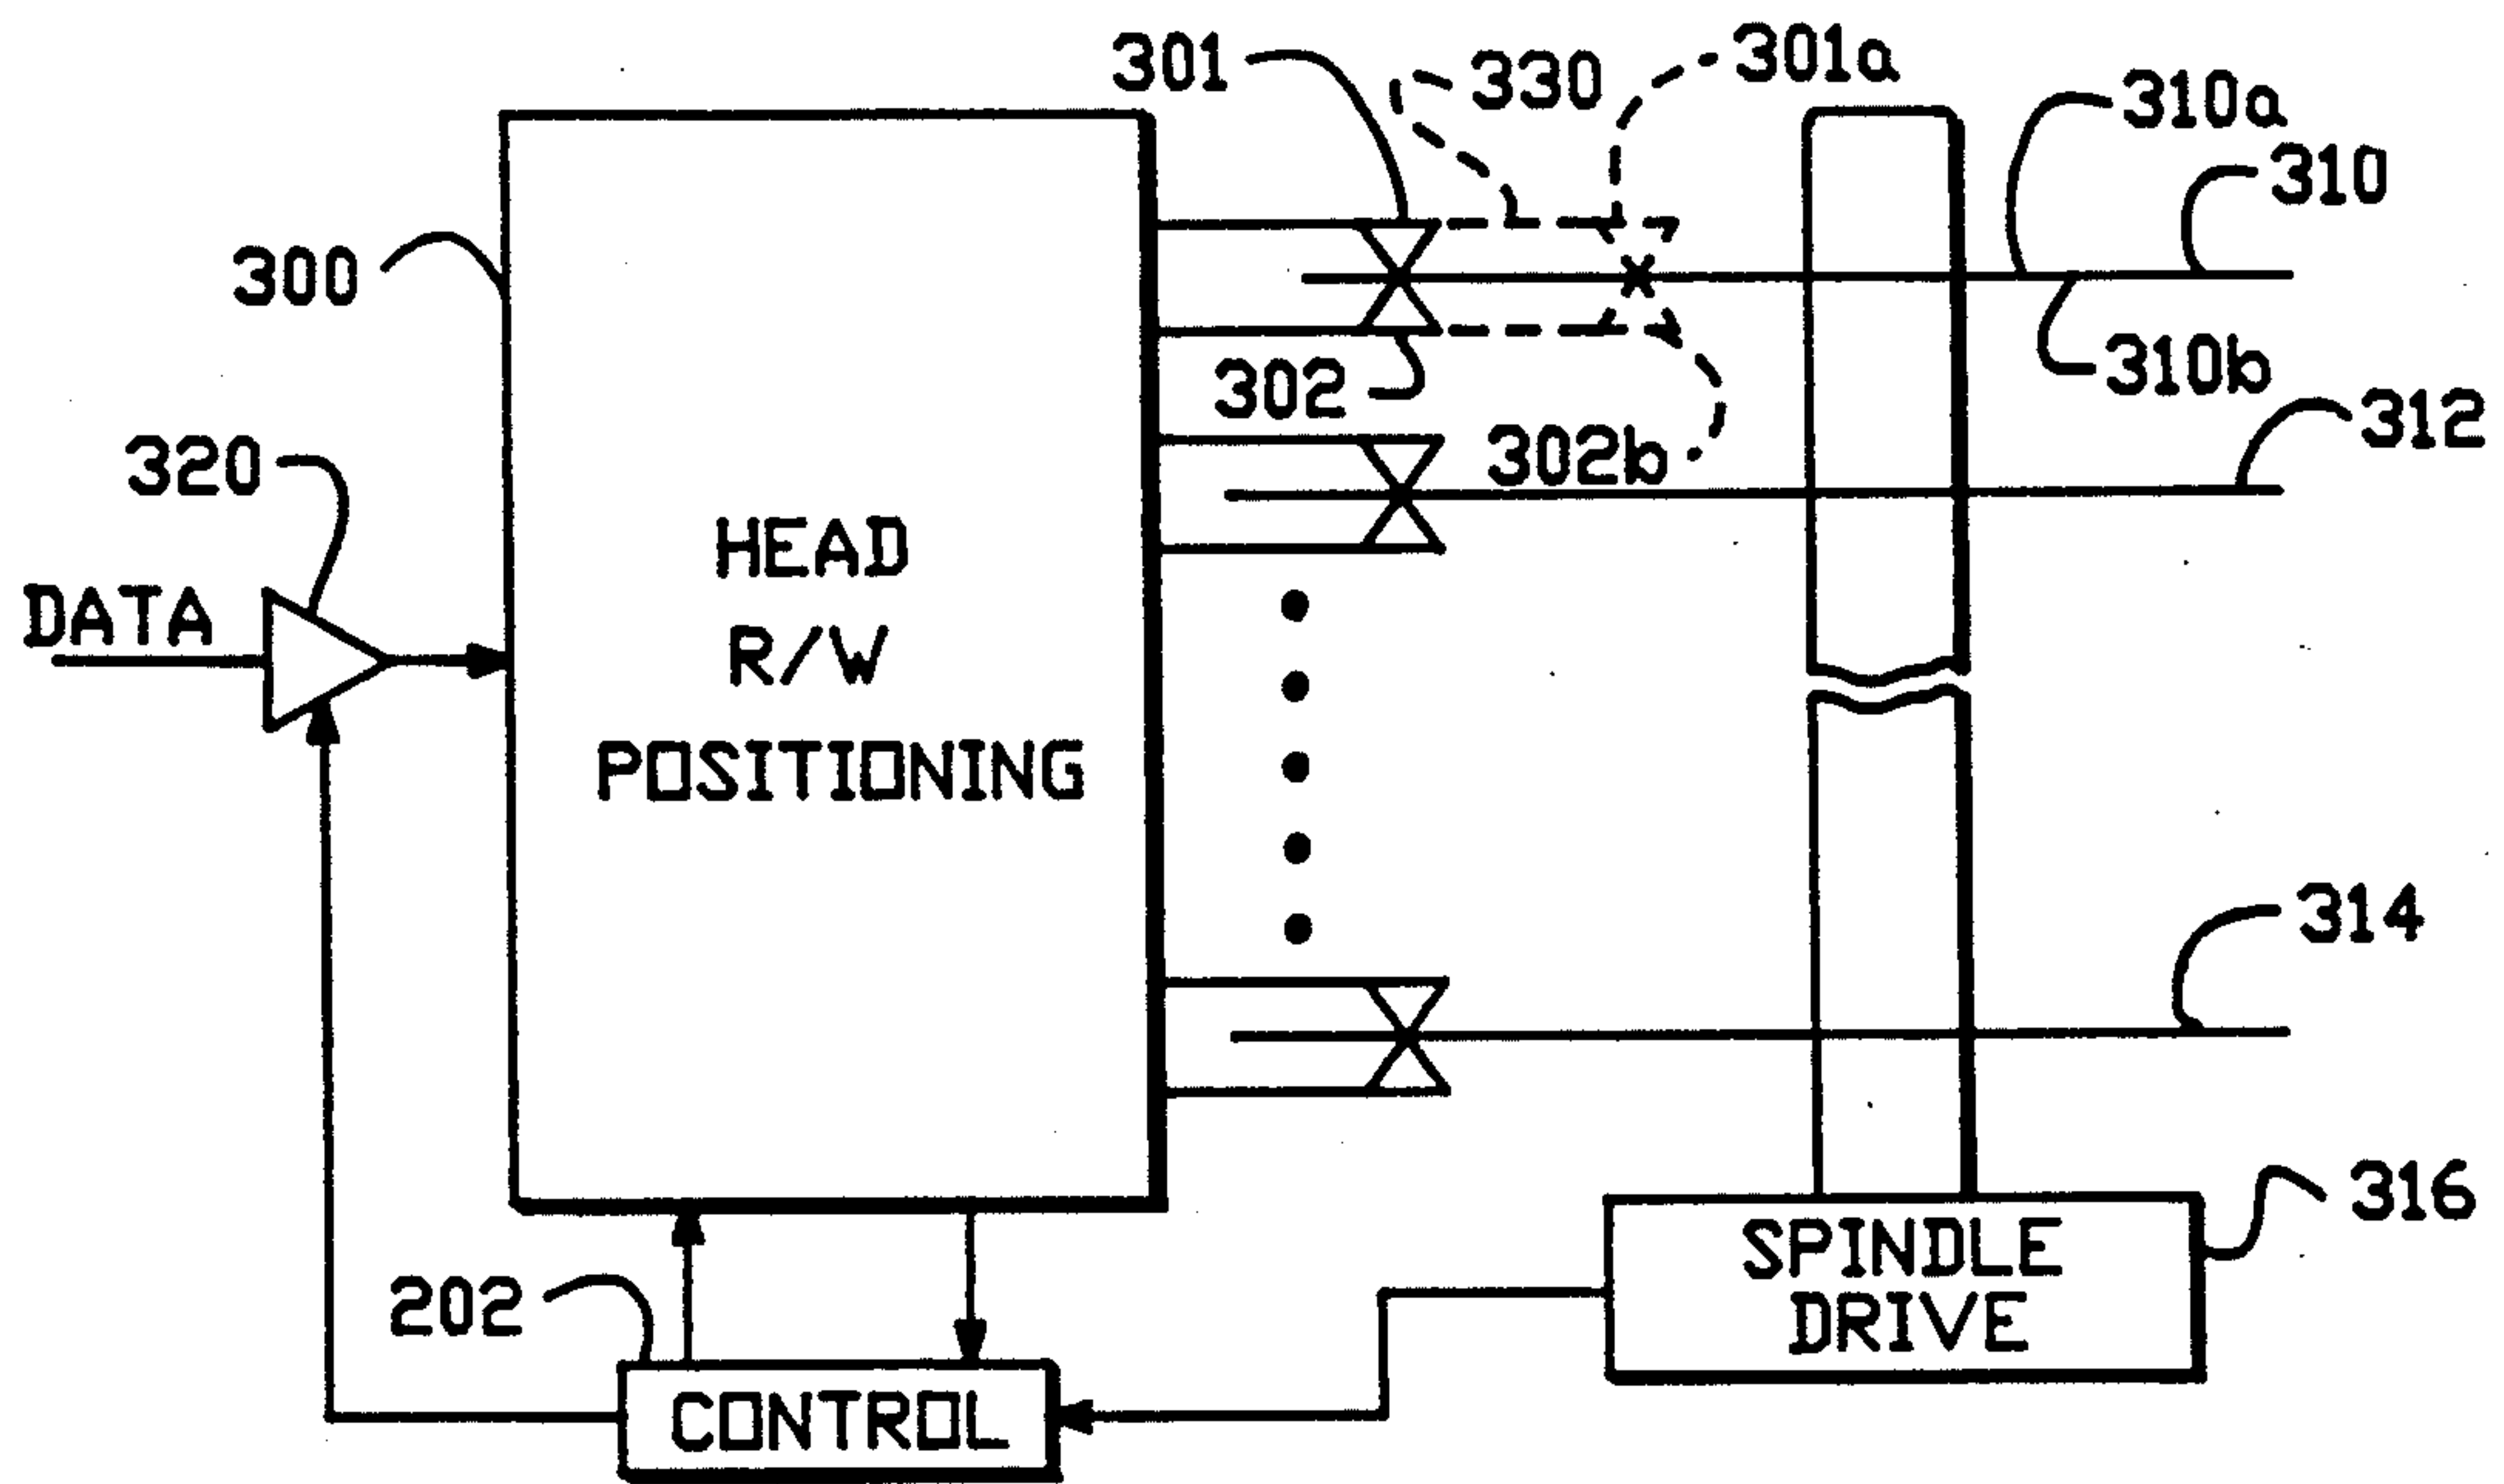 301
330
301a
310a
310
300
310b
302
312
320
302b
HEAD
R/W
POSITIONING
DATA
314
316
SPINDLE
DRIVE
202
CONTROL